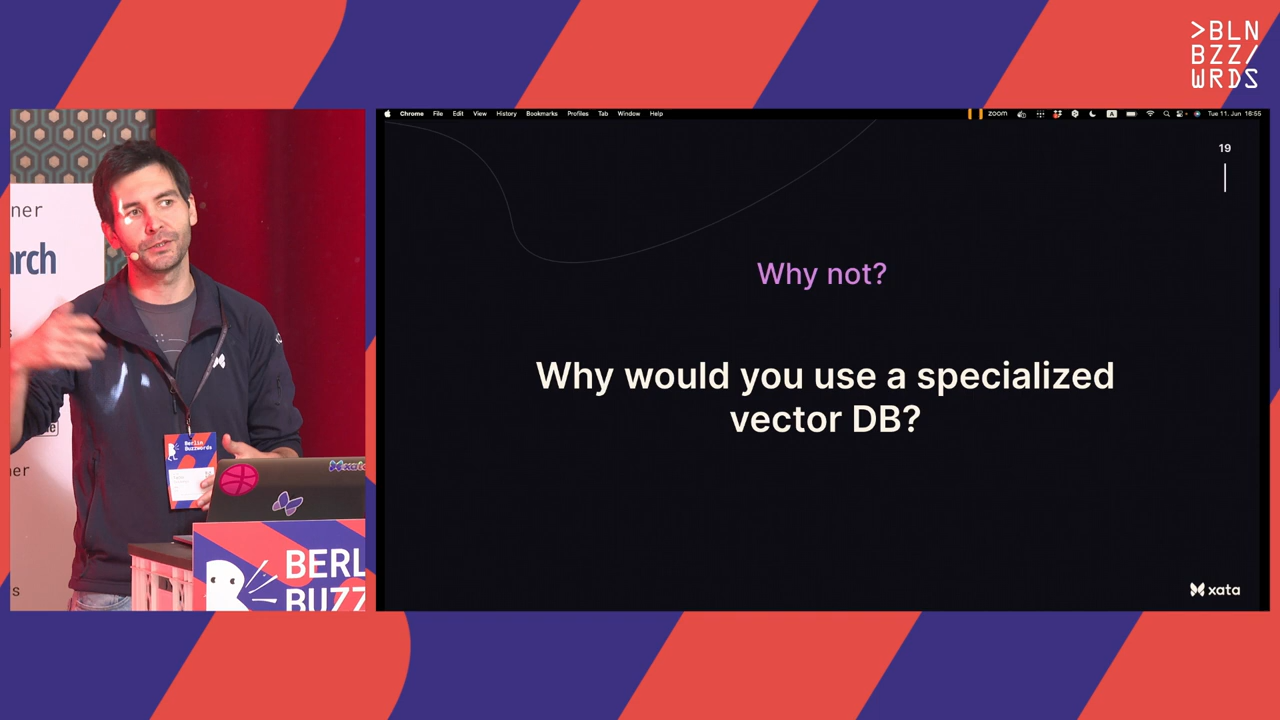 >BLN
BZZ/
WRDS
Chrome File Edit View History Bookmarks Profiles Tab Window Help
zoom
A
Tue 11. Jun 16:55
19
Why not?
Why would you use a specialized
vector DB?
xata
ner
arch
ner
s
Berlin
Buzzwords
xata
BERL
BUZZ